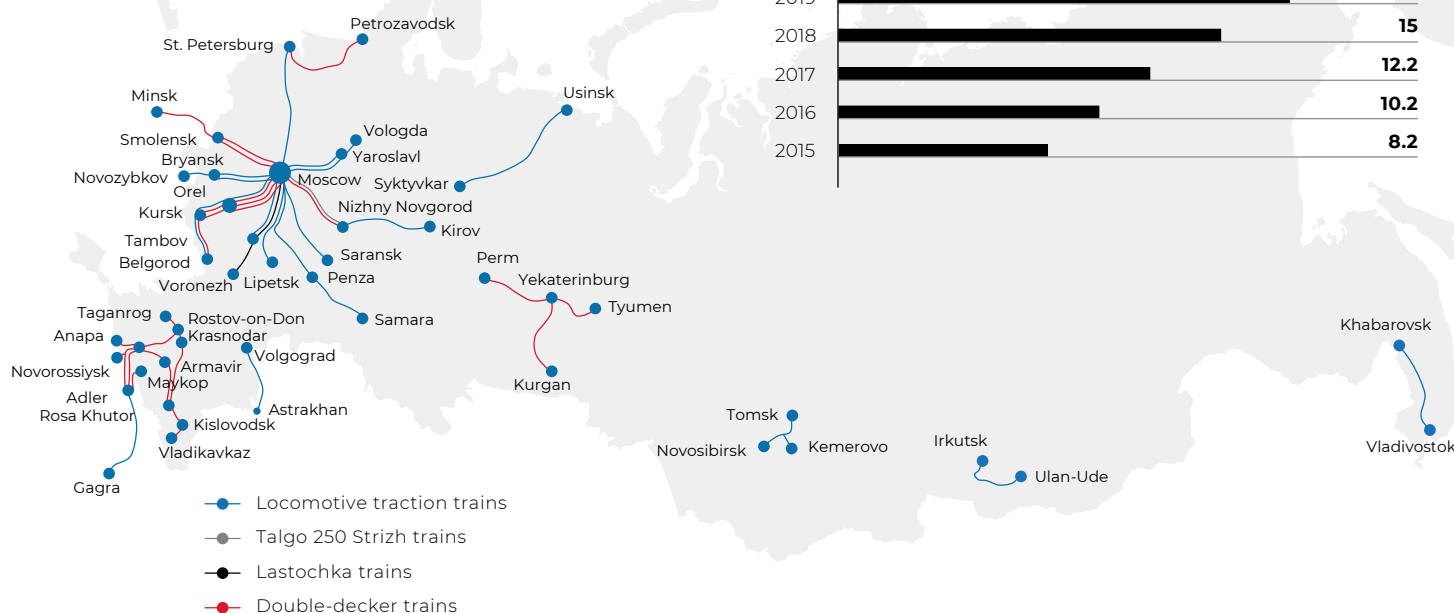 2019
2018
15
2017
12.2
2016
10.2
2015
8.2
Petrozavodsk
St. Petersburg
Minsk
Usinsk
Smolensk
Vologda
Bryansk
Yaroslavl
Novozybkov
Moscow
Syktyvkar
Orel
Kursk
Nizhny Novgorod
Kirov
Tambov
Belgorod
Saransk
Voronezh
Lipetsk
Penza
Perm
Yekaterinburg
Tyumen
Taganrog
Rostov-on-Don
Samara
Anapa
Krasnodar
Volgograd
Khabarovsk
Novorossiysk
Armavir
Maykop
Kurgan
Adler
Rosa Khutor
Astrakhan
Kislovodsk
Tomsk
Vladikavkaz
Novosibirsk
Kemerovo
Irkutsk
Vladivostok
Gagra
Ulan-Ude
Locomotive traction trains
Talgo 250 Strizh trains
Lastochka trains
Double-decker trains